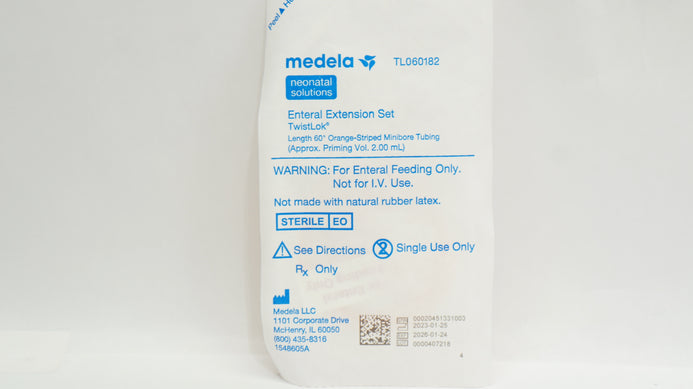 Peel ▲ He
medela
TL060182
neonatal
solutions
Enteral Extension Set
TwistLok®
Length 60" Orange-Striped Minibore Tubing
(Approx. Priming Vol. 2.00 mL)
WARNING: For Enteral Feeding Only.
Not for I.V. Use.
Not made with natural rubber latex.
STERILE EO
See Directions
Single Use Only
Rx Only
Medela LLC
1101 Corporate Drive
McHenry, IL 60050
(800) 435-8316
1548605A
00020451331003
2023-01-25
2026-01-24
0000407218
4